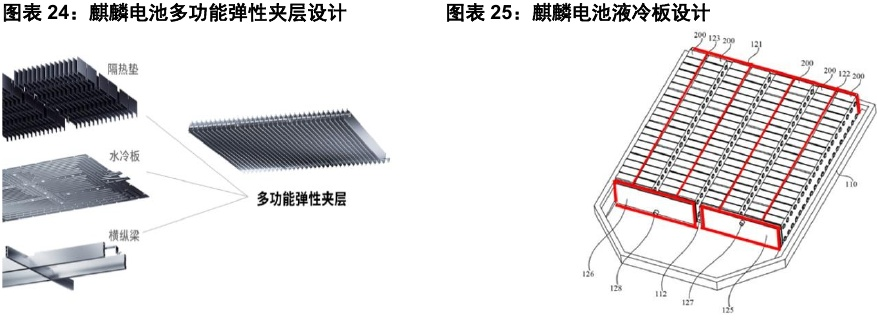 图表 24：麒麟电池多功能弹性夹层设计
隔热垫
水冷板
多功能弹性夹层
横纵梁
图表 25：麒麟电池液冷板设计
200 123 200 121
200 200 122 200
110
126
128
112
127
125